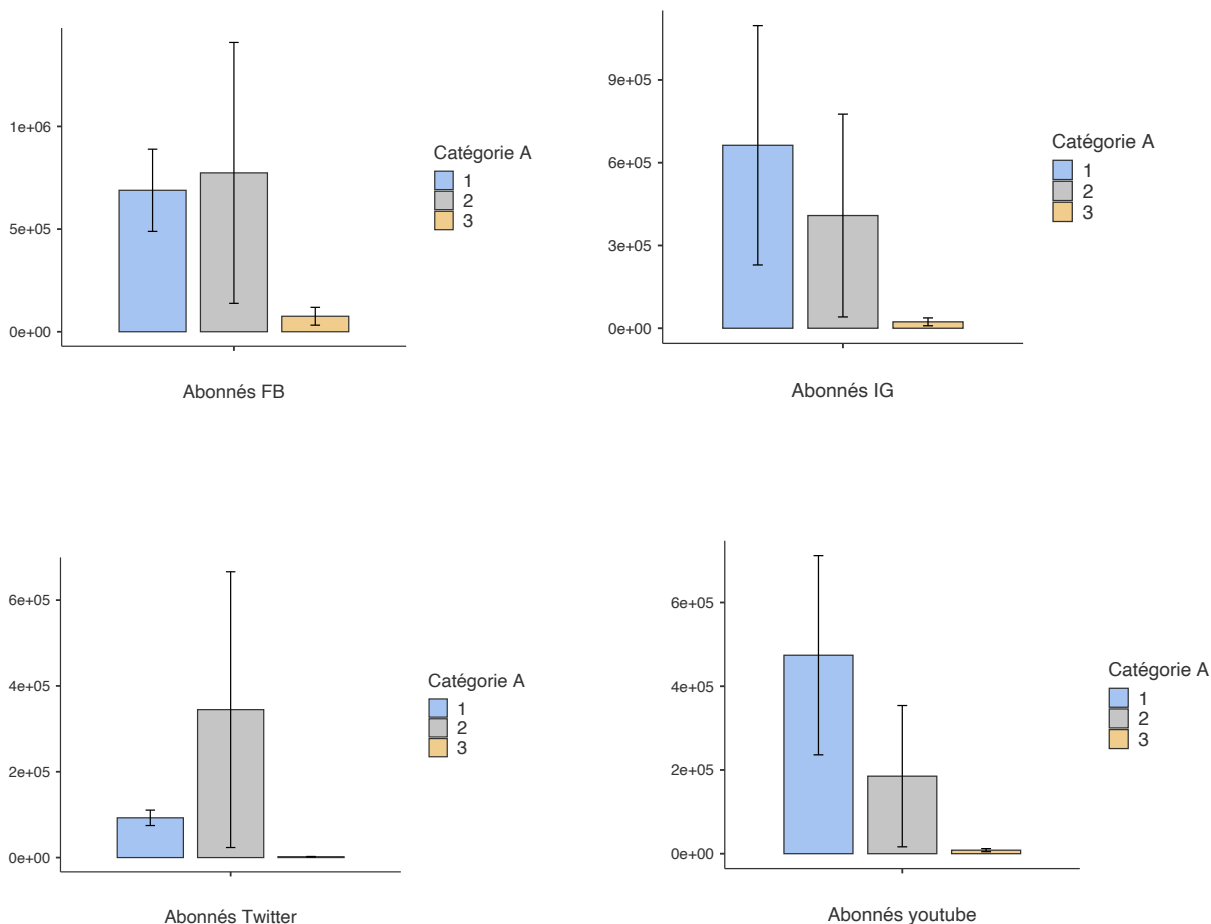 1e+06
5e+05
0e+00
Catégorie A
1
2
3
Abonnés FB
9e+05
6e+05
3e+05
0e+00
Catégorie A
1
2
3
Abonnés IG
6e+05
4e+05
2e+05
0e+00
Catégorie A
1
2
3
Abonnés Twitter
6e+05
4e+05
2e+05
0e+00
Catégorie A
1
2
3
Abonnés youtube